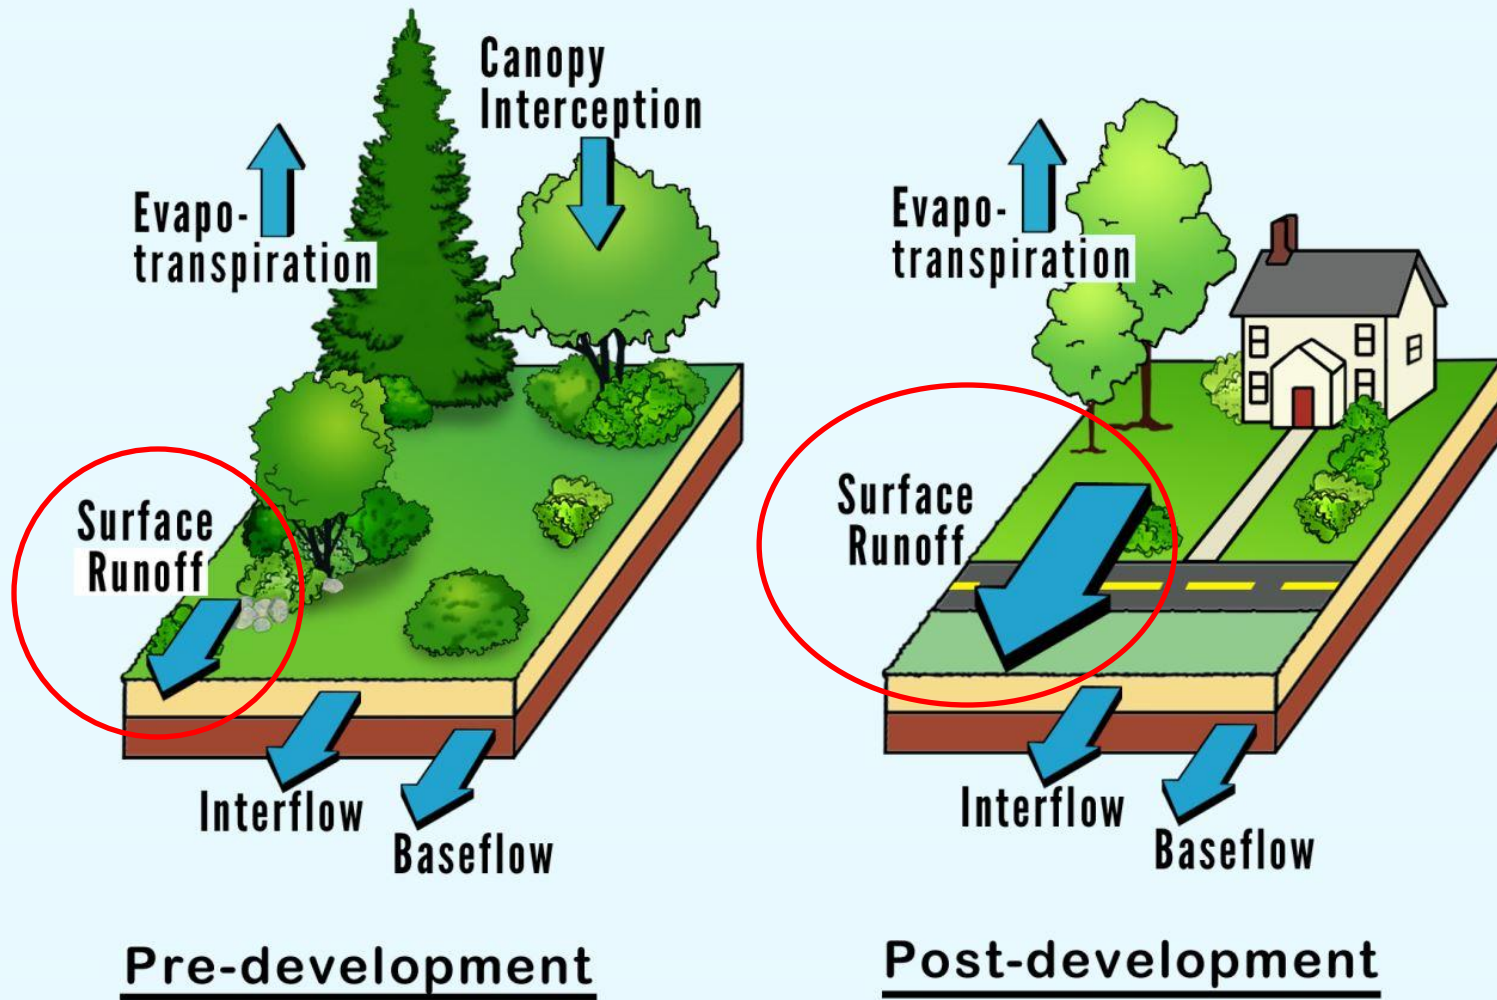 Canopy
Interception
Evapo-
transpiration
Surface
Runoff
Interflow
Baseflow
Pre-development
Evapo-
transpiration
Surface
Runoff
Interflow
Baseflow
Post-development